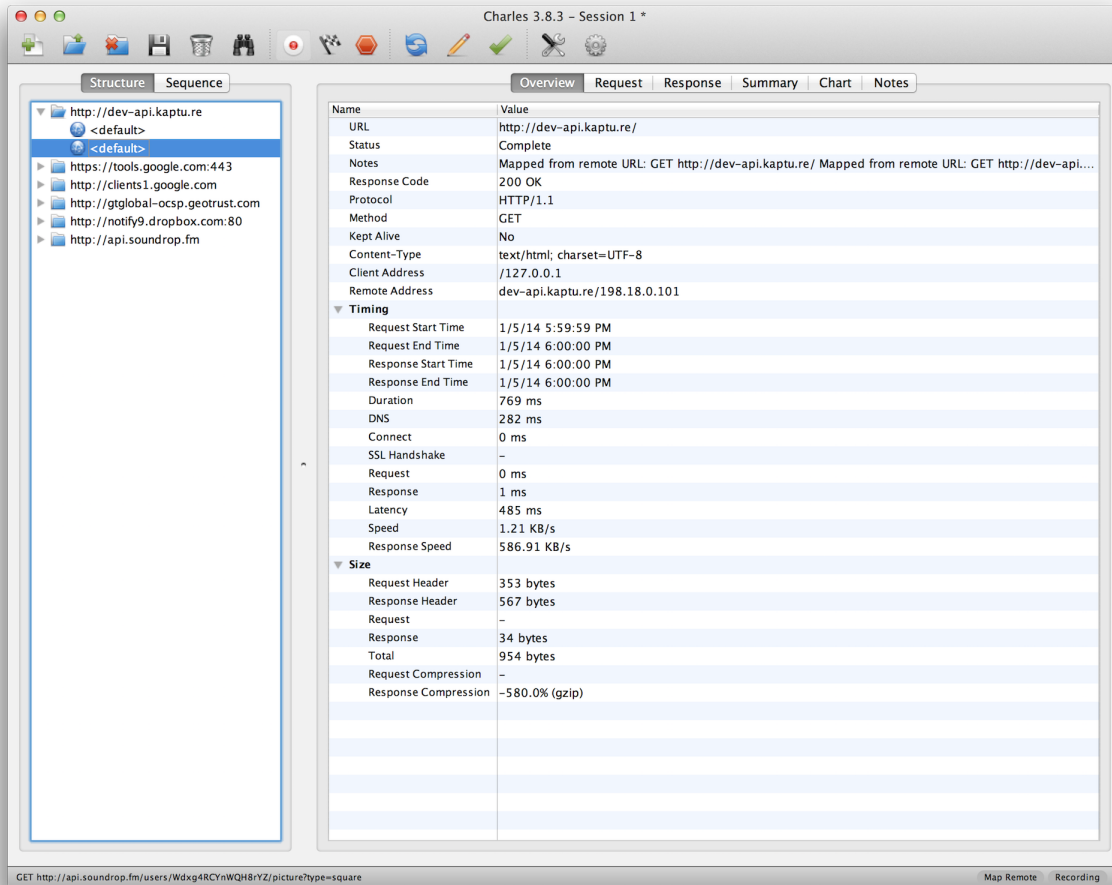 Charles 3.8.3 – Session 1 *
Structure Sequence
http://dev-api.kaptu.re
<default>
<default>
https://tools.google.com:443
http://clients1.google.com
http://gtglobal-ocsp.geotrust.com
http://notify9.dropbox.com:80
http://api.soundrop.fm
Overview Request Response Summary Chart Notes
Name Value
URL http://dev-api.kaptu.re/
Status Complete
Notes Mapped from remote URL: GET http://dev-api.kaptu.re/ Mapped from remote URL: GET http://dev-api....
Response Code 200 OK
Protocol HTTP/1.1
Method GET
Kept Alive No
Content-Type text/html; charset=UTF-8
Client Address /127.0.0.1
Remote Address dev-api.kaptu.re/198.18.0.101
Timing
Request Start Time 1/5/14 5:59:59 PM
Request End Time 1/5/14 6:00:00 PM
Response Start Time 1/5/14 6:00:00 PM
Response End Time 1/5/14 6:00:00 PM
Duration 769 ms
DNS 282 ms
Connect 0 ms
SSL Handshake –
Request 0 ms
Response 1 ms
Latency 485 ms
Speed 1.21 KB/s
Response Speed 586.91 KB/s
Size
Request Header 353 bytes
Response Header 567 bytes
Request –
Response 34 bytes
Total 954 bytes
Request Compression –
Response Compression –580.0% (gzip)
GET http://api.soundrop.fm/users/Wdxg4RCYnWQH8rYZ/picture?type=square Map Remote Recording